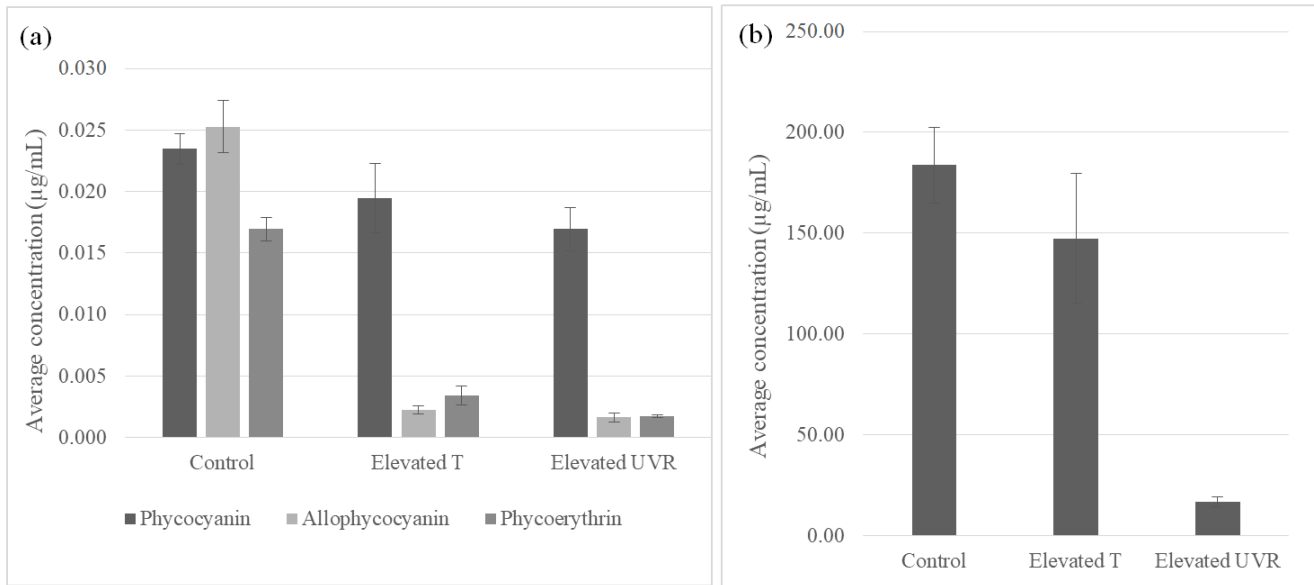 (a)
Average concentration (µg/mL)
0.030
0.025
0.020
0.015
0.010
0.005
0.000
Control Elevated T Elevated UVR
Phycocyanin Allophycocyanin Phycoerythrin
(b)
Average concentration (µg/mL)
250.00
200.00
150.00
100.00
50.00
0.00
Control Elevated T Elevated UVR